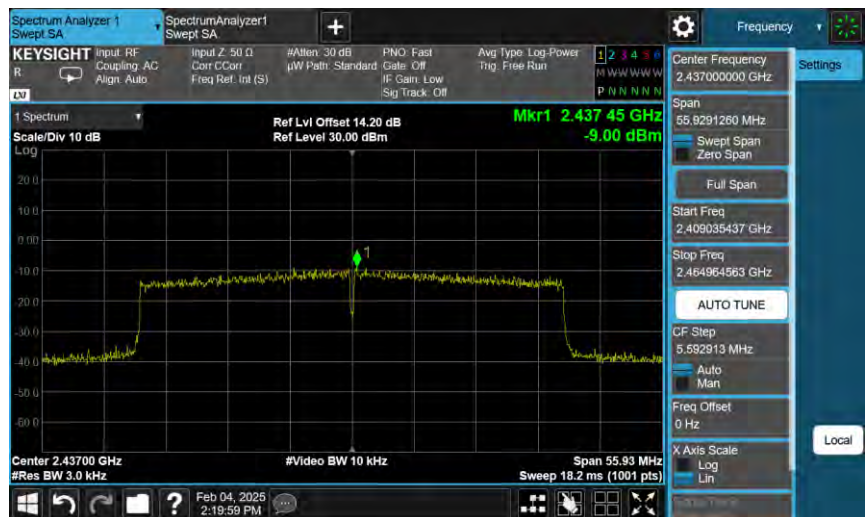 Spectrum Analyzer 1
Swept SA
SpectrumAnalyzer1
Swept SA
Frequency
KEYSIGHT
R
LXI
Input: RF
Coupling: AC
Align: Auto
Input Z: 50 Ω
Corr CCorr
Freq Ref: Int (S)
#Atten: 30 dB
µW Path: Standard
PNO: Fast
Gate: Off
IF Gain: Low
Sig Track: Off
Avg Type: Log-Power
Trig: Free Run
1 2 3 4 5 6
M W W W W W
P N N N N N
1 Spectrum
Scale/Div 10 dB
Log
Ref Lvl Offset 14.20 dB
Ref Level 30.00 dBm
Mkr1 2.437 45 GHz
-9.00 dBm
20.0
10.0
0.00
-10.0
-20.0
-30.0
-40.0
-50.0
-60.0
1
Center 2.43700 GHz
#Res BW 3.0 kHz
#Video BW 10 kHz
Span 55.93 MHz
Sweep 18.2 ms (1001 pts)
?
Feb 04, 2025
2:19:59 PM
Center Frequency
2.437000000 GHz
Settings
Span
55.9291260 MHz
Swept Span
Zero Span
Full Span
Start Freq
2.409035437 GHz
Stop Freq
2.464964563 GHz
AUTO TUNE
CF Step
5.592913 MHz
Auto
Man
Freq Offset
0 Hz
X Axis Scale
Log
Lin
Local